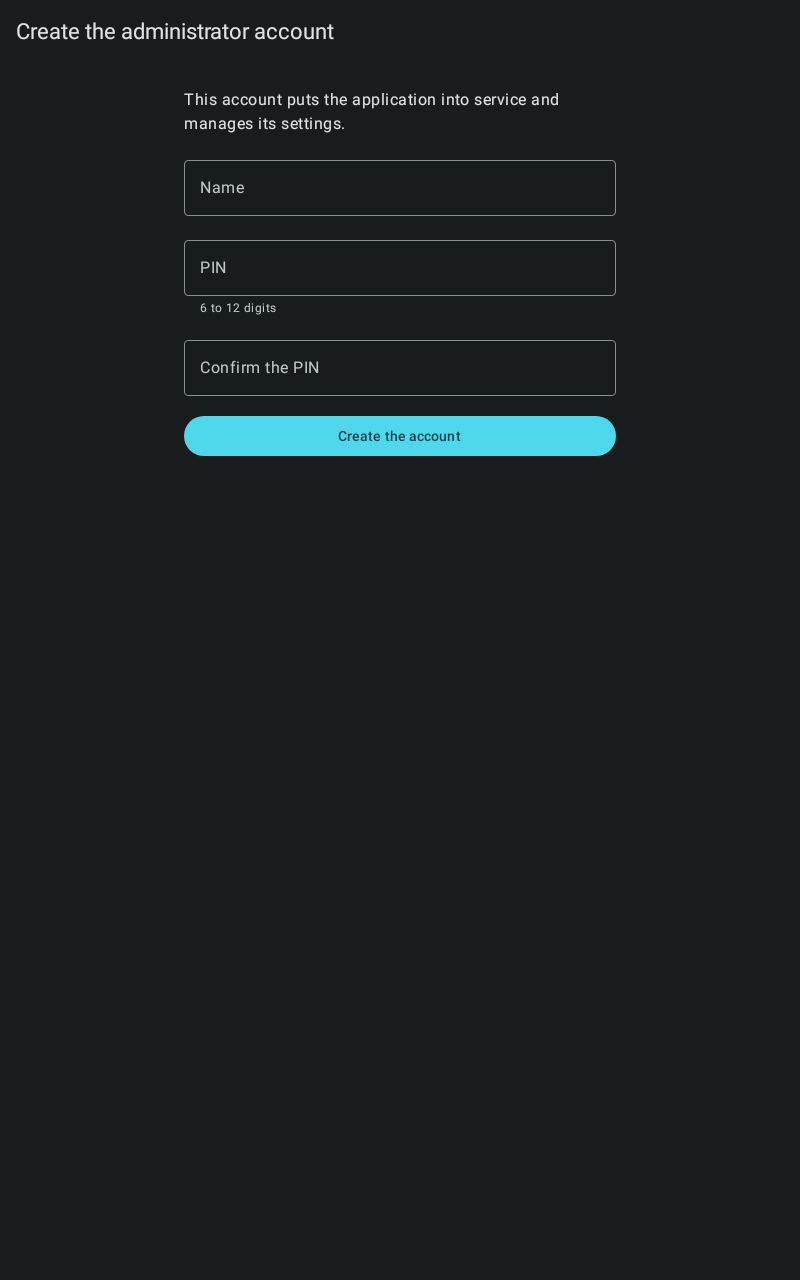 Create the administrator account
This account puts the application into service and
manages its settings.
Name
PIN
6 to 12 digits
Confirm the PIN
Create the account